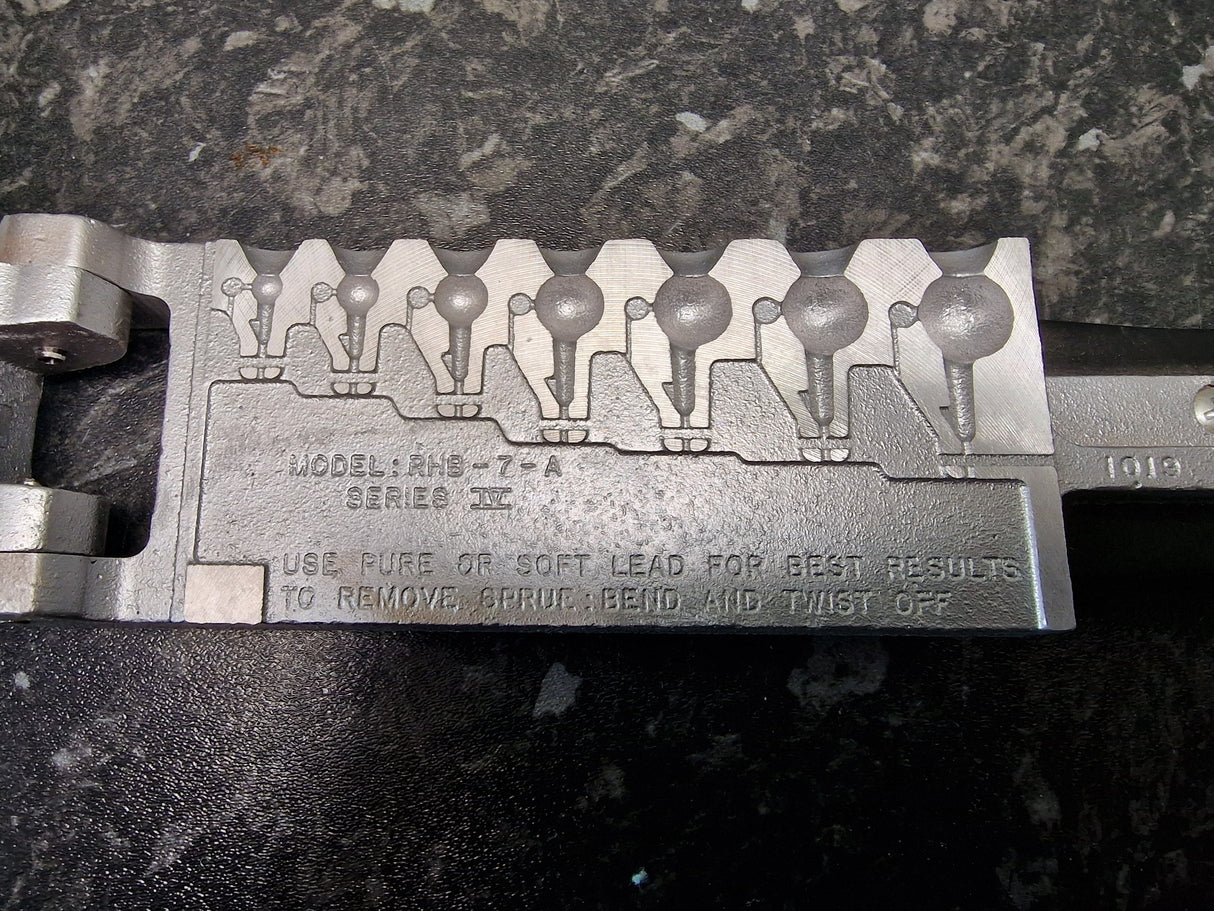 MODEL: RHB-7-A
SERIES IV
1019
USE PURE OR SOFT LEAD FOR BEST RESULTS
TO REMOVE SPRUE: BEND AND TWIST OFF